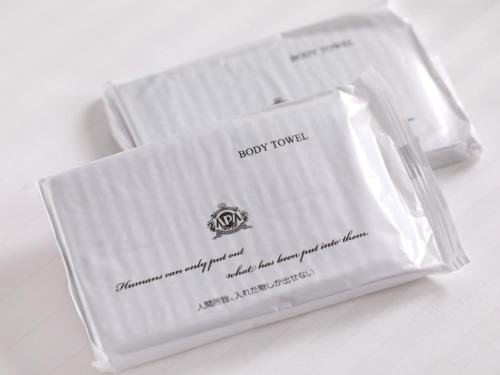 BODY TOWEL
BODY TOWEL
APA
Humans can only put out
what has been put into them.
人間所詮、入れた物しか出せない